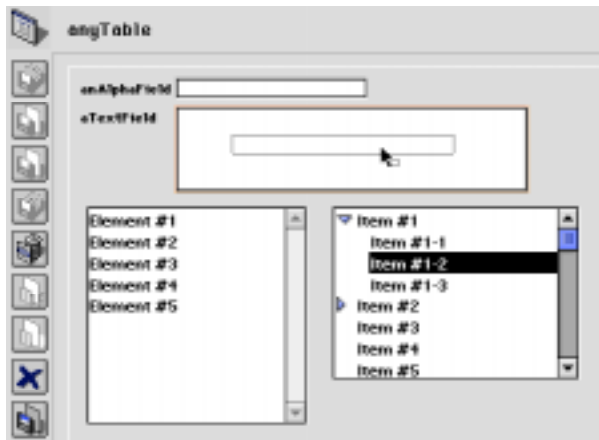 anyTable
anAlphaField
aTextField
Element #1
Element #2
Element #3
Element #4
Element #5
Item #1
Item #1-1
Item #1-2
Item #1-3
Item #2
Item #3
Item #4
Item #5